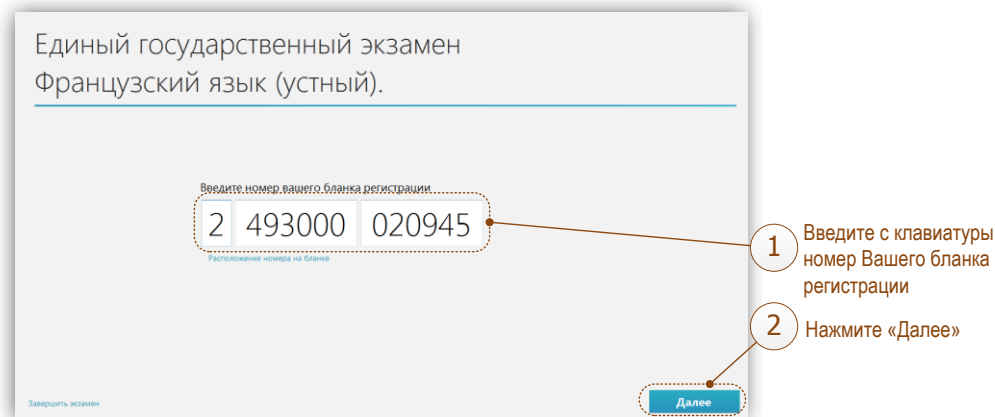 Единый государственный экзамен
Французский язык (устный).
Введите номер вашего бланка регистрации
2 493000 020945
Расположение номера на бланке
1
Введите с клавиатуры
номер Вашего бланка
регистрации
2
Нажмите «Далее»
Завершить экзамен
Далее